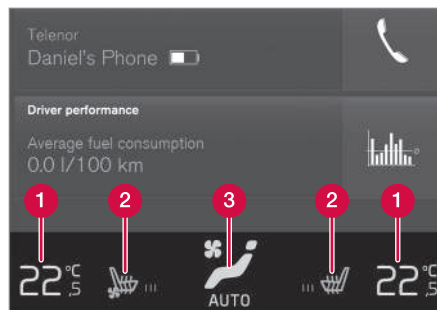 Telenor
Daniel's Phone
Driver performance
Average fuel consumption
0.0 l/100 km
1 2 3 2 1
22 °C ,5 AUTO 22 °C ,5